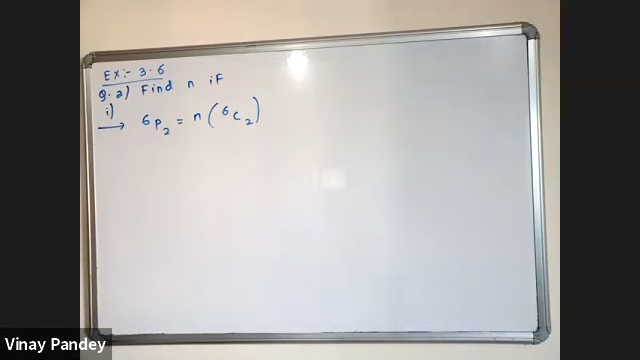 Ex:- 3.6
Q.2) Find n if
i)
→ ⁶P₂ = n (⁶C₂)
Vinay Pandey